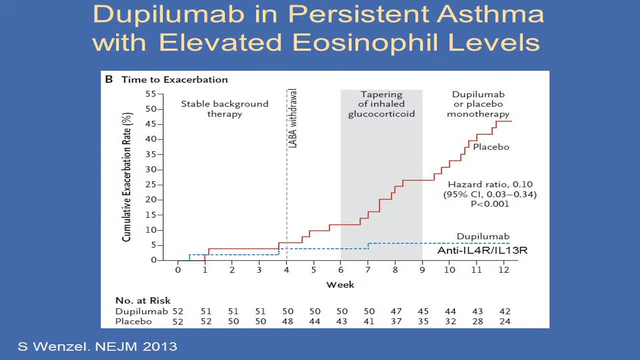 Dupilumab in Persistent Asthma
with Elevated Eosinophil Levels
B Time to Exacerbation
Cumulative Exacerbation Rate (%)
55
50
45
40
35
30
25
20
15
10
5
0
Stable background
therapy
LABA withdrawal
Tapering
of inhaled
glucocorticoid
Dupilumab
or placebo
monotherapy
Placebo
Hazard ratio, 0.10
(95% CI, 0.03–0.34)
P<0.001
Dupilumab
Anti-IL4R/IL13R
0 1 2 3 4 5 6 7 8 9 10 11 12
Week
No. at Risk
Dupilumab 52 51 51 51 50 50 50 50 47 45 44 43 42
Placebo 52 52 50 50 48 44 43 41 37 35 32 28 24
S Wenzel. NEJM 2013